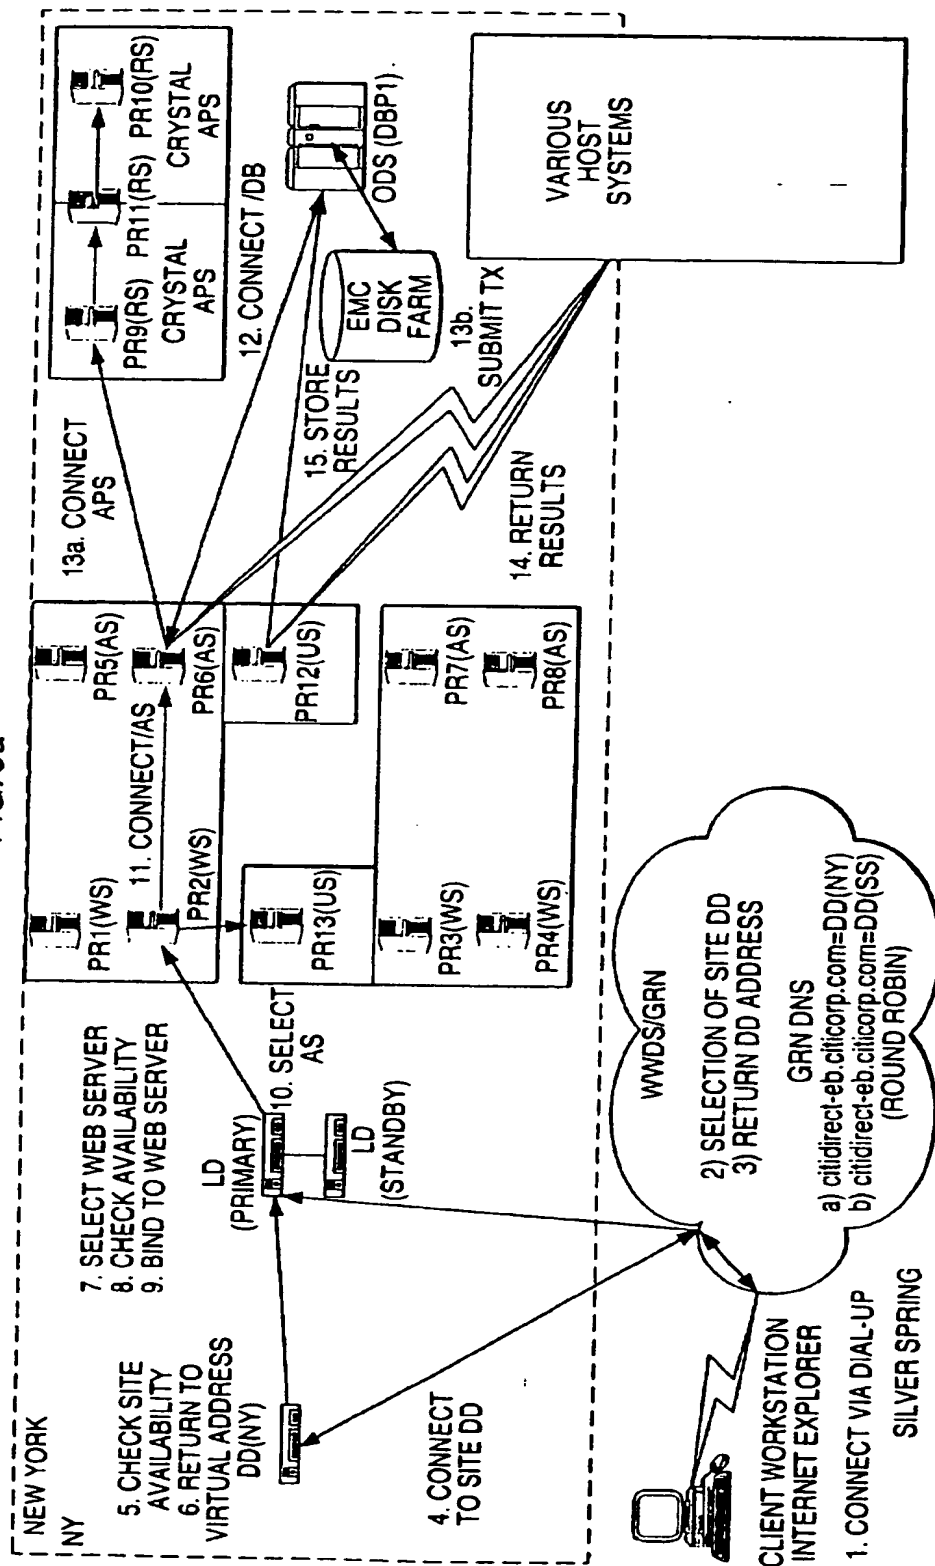 NEW YORK
NY
5. CHECK SITE
AVAILABILITY
6. RETURN TO
VIRTUAL ADDRESS
DD(NY)
4. CONNECT
TO SITE DD
CLIENT WORKSTATION
INTERNET EXPLORER
1. CONNECT VIA DIAL-UP
SILVER SPRING
7. SELECT WEB SERVER
8. CHECK AVAILABILITY
9. BIND TO WEB SERVER
LD
(PRIMARY)
10. SELECT
AS
LD
(STANDBY)
WWDS/GRN
2) SELECTION OF SITE DD
3) RETURN DD ADDRESS
GRN DNS
a) citidirect-eb.citicorp.com=DD(NY)
b) citidirect-eb.citicorp.com=DD(SS)
(ROUND ROBIN)
PR1(WS)
11. CONNECT/AS
PR2(WS)
PR13(US)
PR3(WS)
PR4(WS)
PR5(AS)
PR6(AS)
PR12(US)
PR7(AS)
PR8(AS)
13a. CONNECT
APS
PR9(RS) PR11(RS) PR10(RS)
CRYSTAL
APS
CRYSTAL
APS
12. CONNECT /DB
ODS (DBP1)
15. STORE
RESULTS
EMC
DISK
FARM
13b.
SUBMIT TX
14. RETURN
RESULTS
VARIOUS
HOST
SYSTEMS